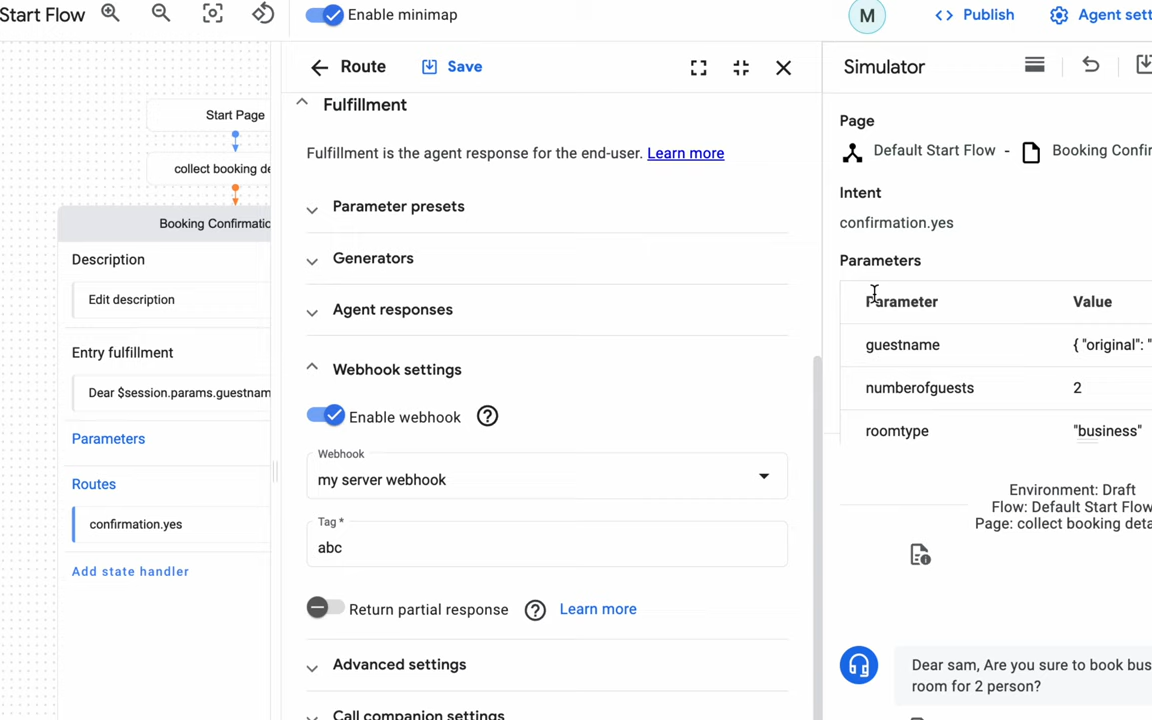 Start Flow
Enable minimap
M
Publish
Agent sett
Start Page
collect booking de
Booking Confirmatio
Description
Edit description
Entry fulfillment
Dear $session.params.guestnam
Parameters
Routes
confirmation.yes
Add state handler
Route
Save
Fulfillment
Fulfillment is the agent response for the end-user. Learn more
Parameter presets
Generators
Agent responses
Webhook settings
Enable webhook
Webhook
my server webhook
Tag *
abc
Return partial response
Learn more
Advanced settings
Call companion settings
Simulator
Page
Default Start Flow - Booking Confir
Intent
confirmation.yes
Parameters
Parameter Value
guestname { "original": "
numberofguests 2
roomtype "business"
Environment: Draft
Flow: Default Start Flow
Page: collect booking deta
Dear sam, Are you sure to book bus
room for 2 person?